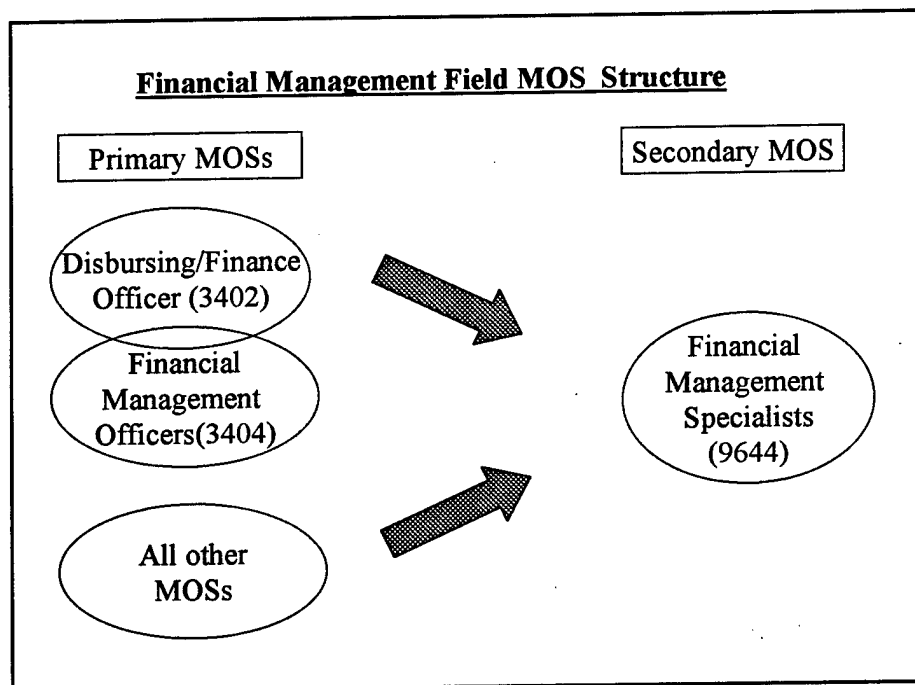 Financial Management Field MOS Structure
Primary MOSs
Secondary MOS
Disbursing/Finance
Officer (3402)
Financial
Management
Officers(3404)
All other
MOSs
Financial
Management
Specialists
(9644)